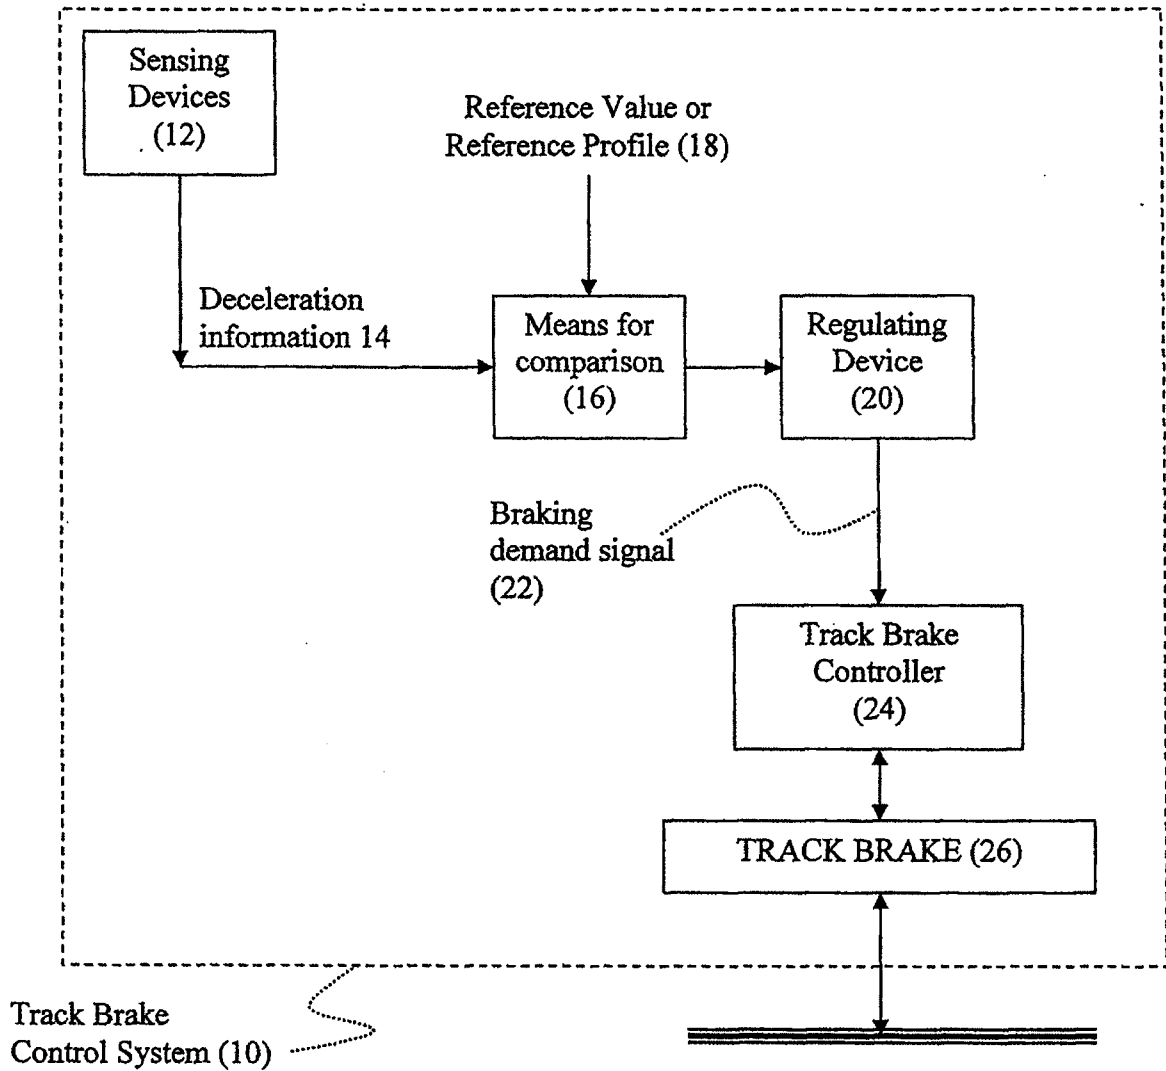 Sensing
Devices
(12)
Reference Value or
Reference Profile (18)
Deceleration
information 14
Means for
comparison
(16)
Regulating
Device
(20)
Braking
demand signal
(22)
Track Brake
Controller
(24)
TRACK BRAKE (26)
Track Brake
Control System (10)